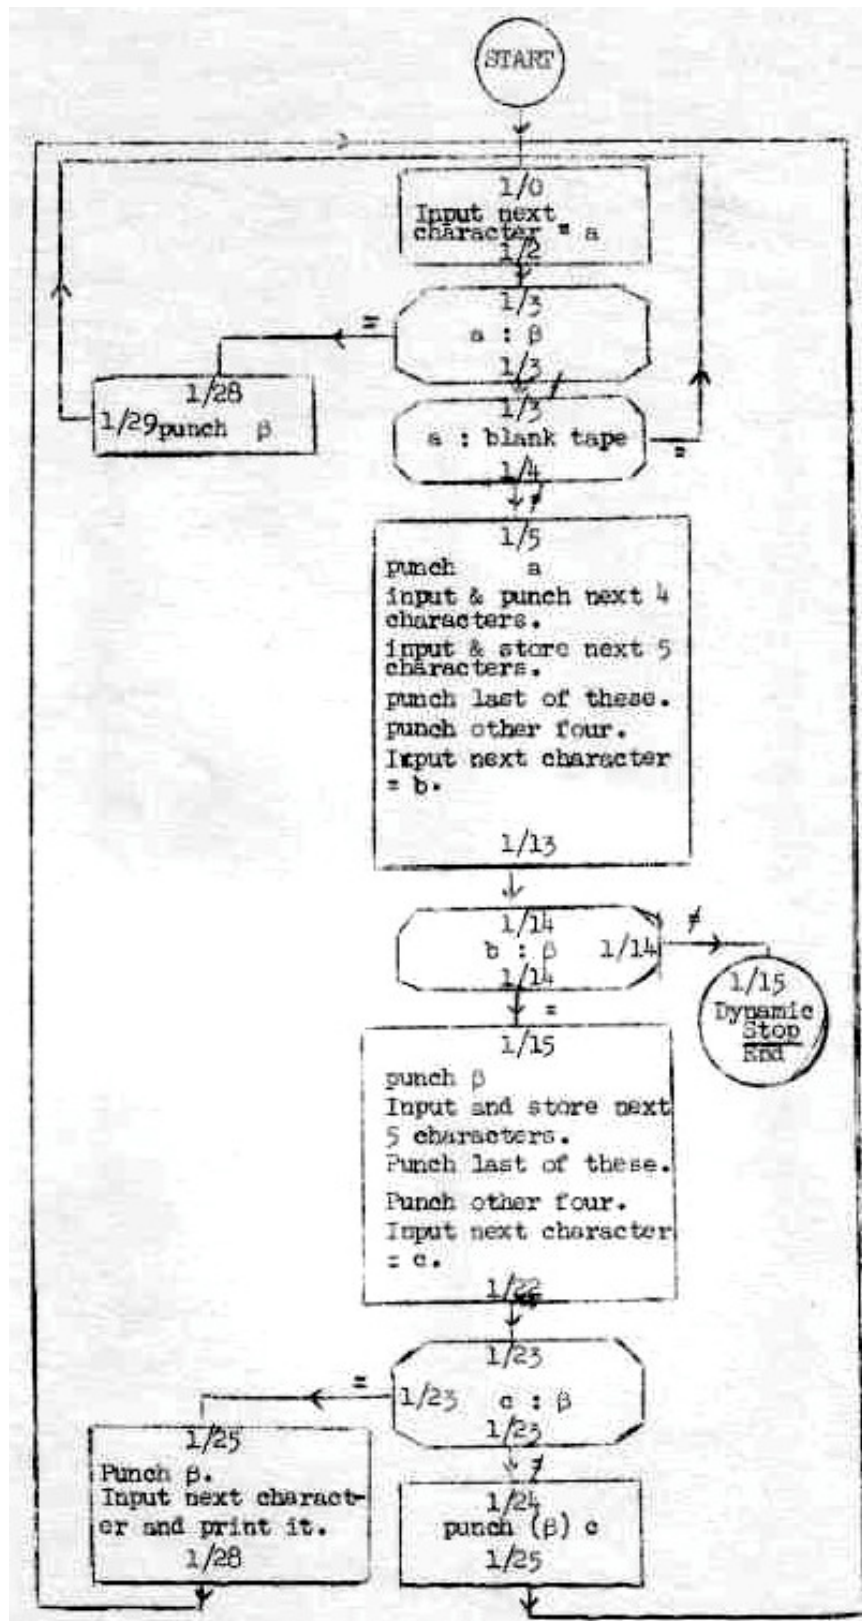 START
1/0
Input next
character = a
1/2
1/3
=
a : β
1/3
≠
1/28
1/29 punch β
1/3
a : blank tape
=
1/4
≠
1/5
punch a
input & punch next 4
characters.
input & store next 5
characters.
punch last of these.
punch other four.
Input next character
= b.
1/13
1/14
≠
b : β 1/14
1/14
=
1/15
Dynamic
Stop
End
1/15
punch β
Input and store next
5 characters.
Punch last of these.
Punch other four.
Input next character
= c.
1/22
1/23
=
1/23 c : β
1/23
≠
1/25
Punch β.
Input next charact-
er and print it.
1/28
1/24
punch (β) c
1/25